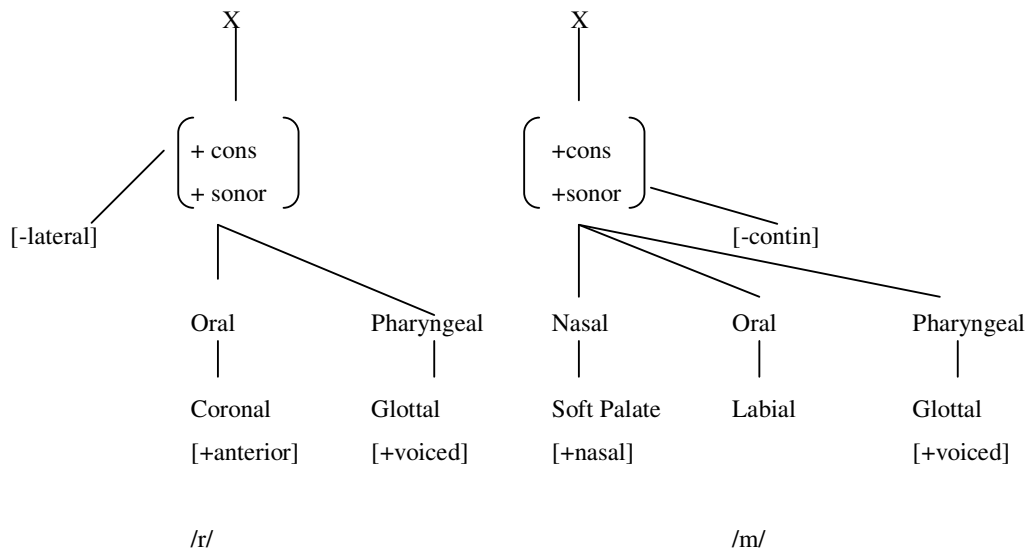 X X
+ cons +cons
+ sonor +sonor
[-lateral] [-contin]
Oral Pharyngeal Nasal Oral Pharyngeal
Coronal Glottal Soft Palate Labial Glottal
[+anterior] [+voiced] [+nasal] [+voiced]
/r/ /m/